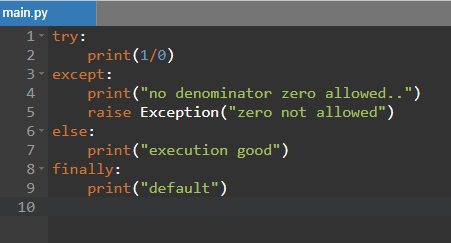 main.py
1 try:
2     print(1/0)
3 except:
4     print("no denominator zero allowed..")
5     raise Exception("zero not allowed")
6 else:
7     print("execution good")
8 finally:
9     print("default")
10